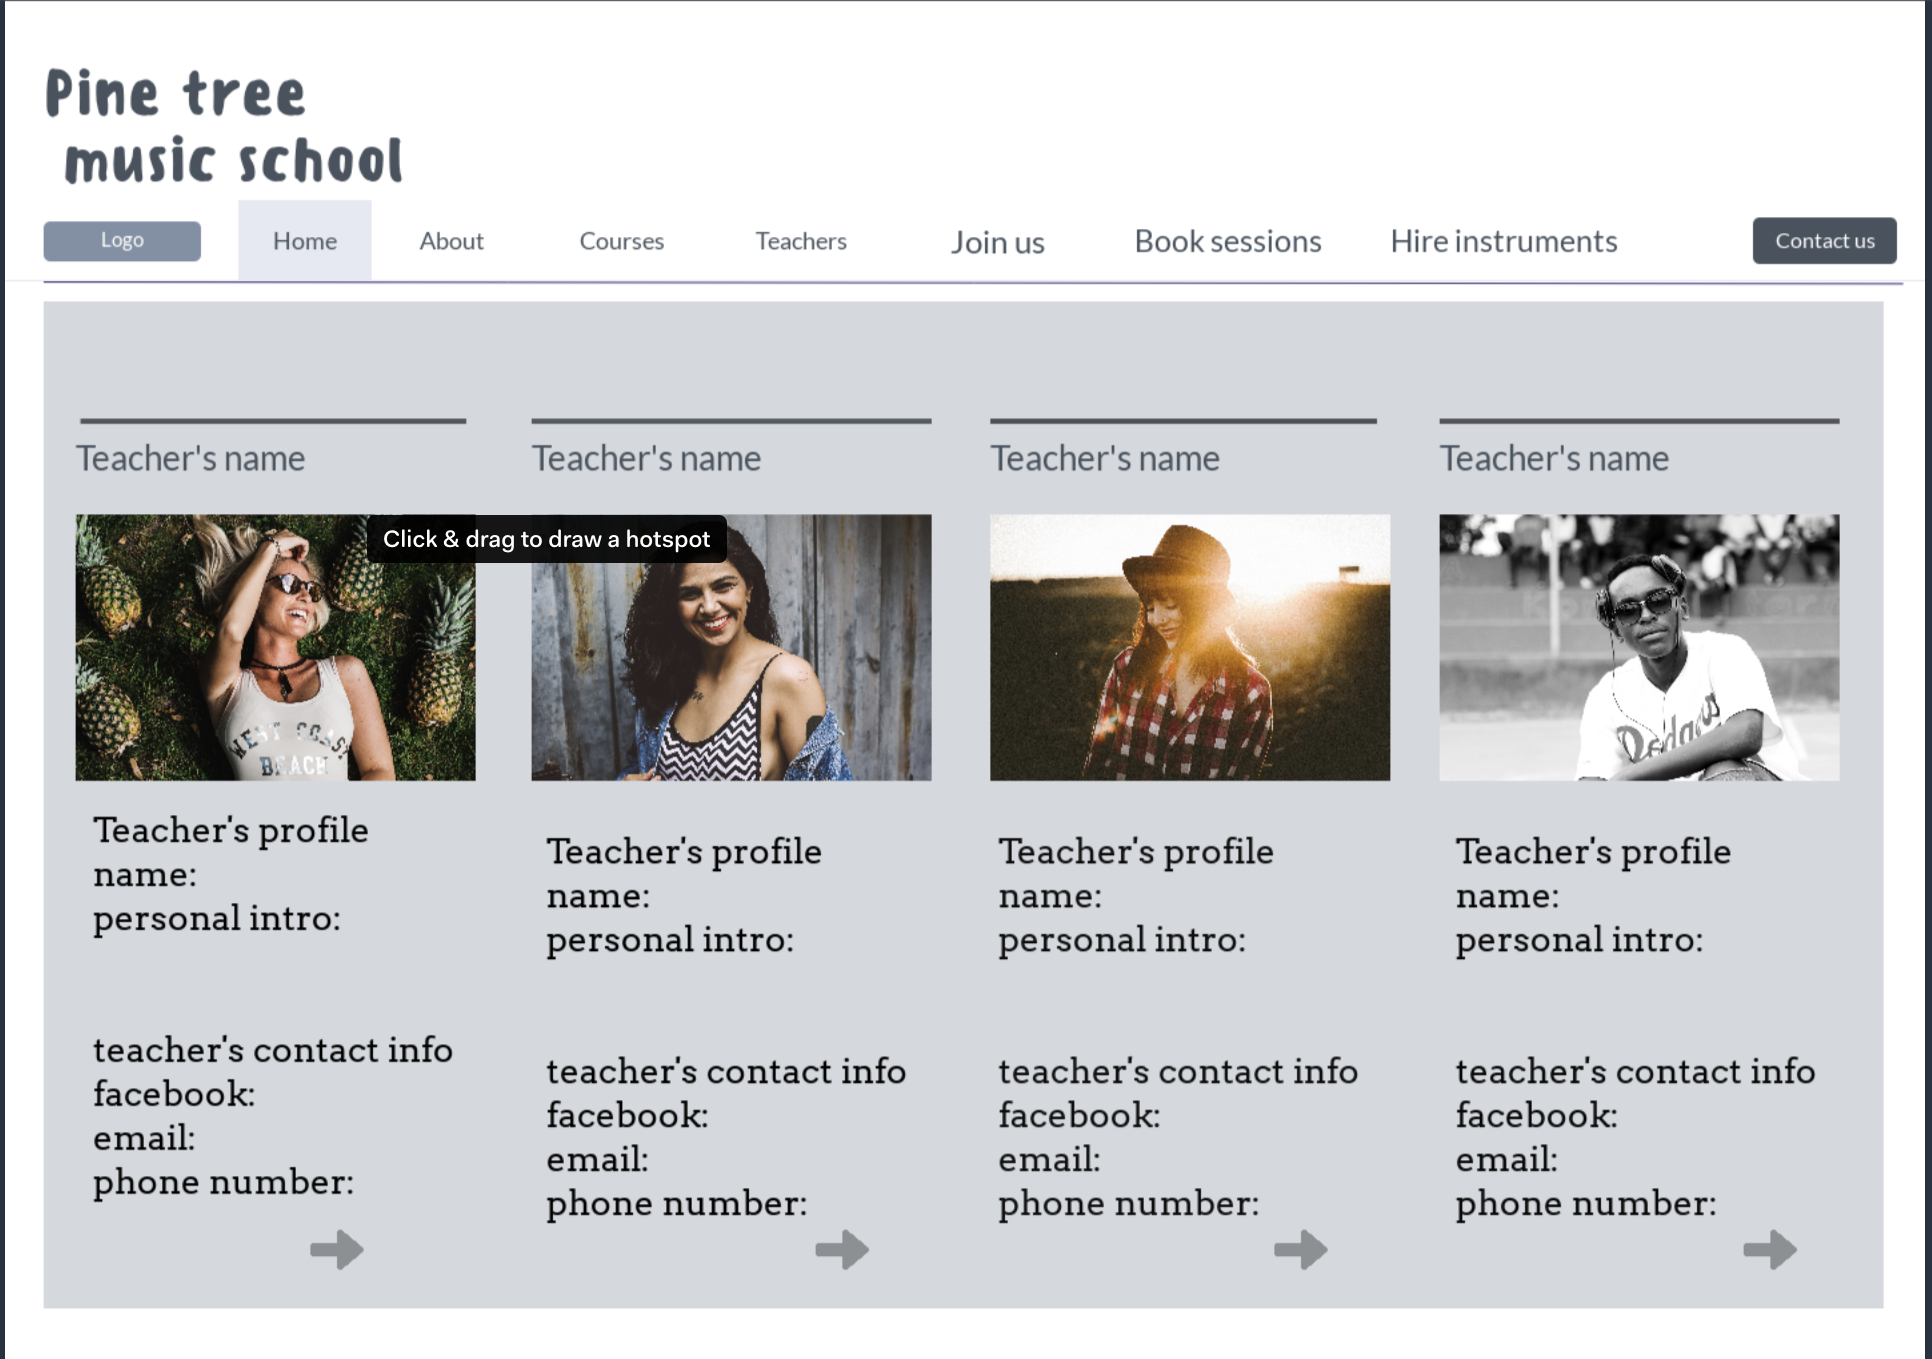 Pine tree
music school
Logo
Home
About
Courses
Teachers
Join us
Book sessions
Hire instruments
Contact us
Teacher's name
Teacher's name
Teacher's name
Teacher's name
Click & drag to draw a hotspot
WEST COAST
BEACH
Dodgers
Teacher's profile
name:
personal intro:
teacher's contact info
facebook:
email:
phone number:
Teacher's profile
name:
personal intro:
teacher's contact info
facebook:
email:
phone number:
Teacher's profile
name:
personal intro:
teacher's contact info
facebook:
email:
phone number:
Teacher's profile
name:
personal intro:
teacher's contact info
facebook:
email:
phone number: